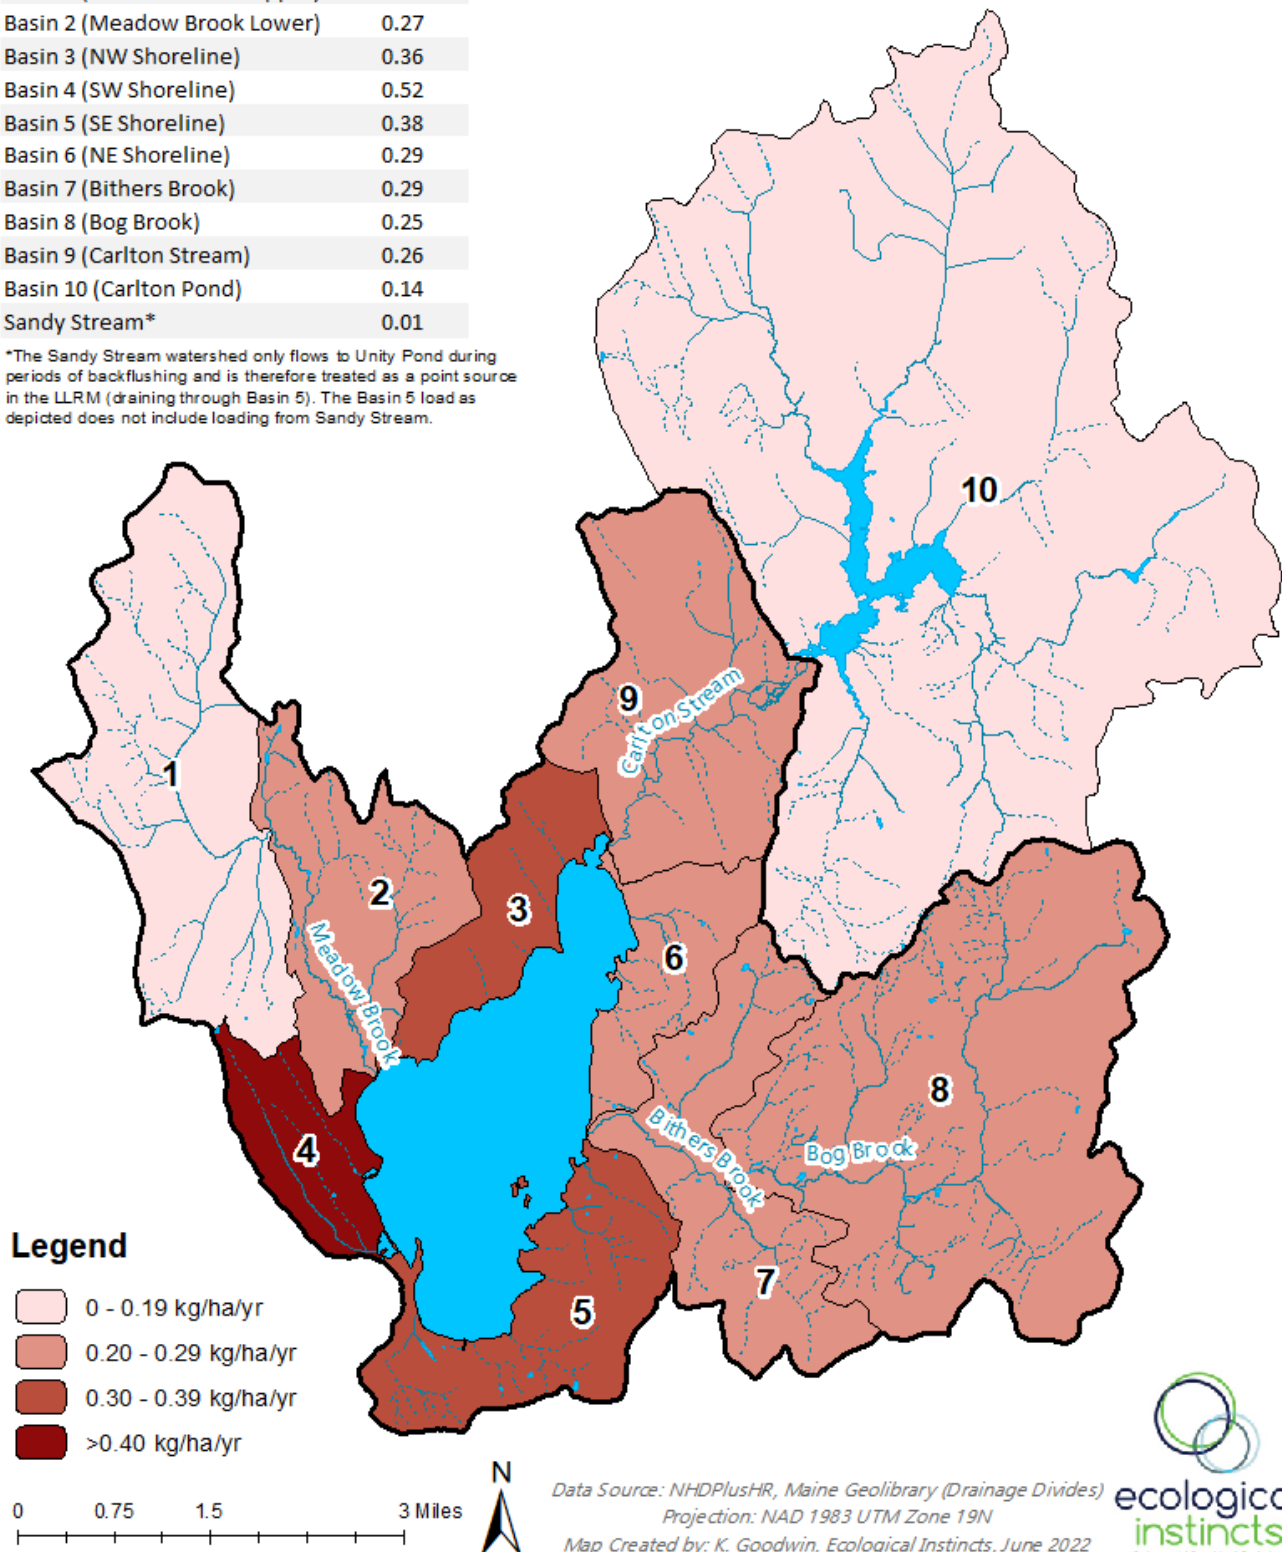 Basin 2 (Meadow Brook Lower) 0.27
Basin 3 (NW Shoreline) 0.36
Basin 4 (SW Shoreline) 0.52
Basin 5 (SE Shoreline) 0.38
Basin 6 (NE Shoreline) 0.29
Basin 7 (Bithers Brook) 0.29
Basin 8 (Bog Brook) 0.25
Basin 9 (Carlton Stream) 0.26
Basin 10 (Carlton Pond) 0.14
Sandy Stream* 0.01
*The Sandy Stream watershed only flows to Unity Pond during
periods of backflushing and is therefore treated as a point source
in the LLRM (draining through Basin 5). The Basin 5 load as
depicted does not include loading from Sandy Stream.
10
9
Carlton Stream
1
2
3
6
Meadow Brook
8
4
Bithers Brook
Bog Brook
7
5
Legend
0 - 0.19 kg/ha/yr
0.20 - 0.29 kg/ha/yr
0.30 - 0.39 kg/ha/yr
>0.40 kg/ha/yr
0 0.75 1.5 3 Miles
N
Data Source: NHDPlusHR, Maine Geolibrary (Drainage Divides)
Projection: NAD 1983 UTM Zone 19N
Map Created by: K. Goodwin, Ecological Instincts, June 2022
ecologic
instincts